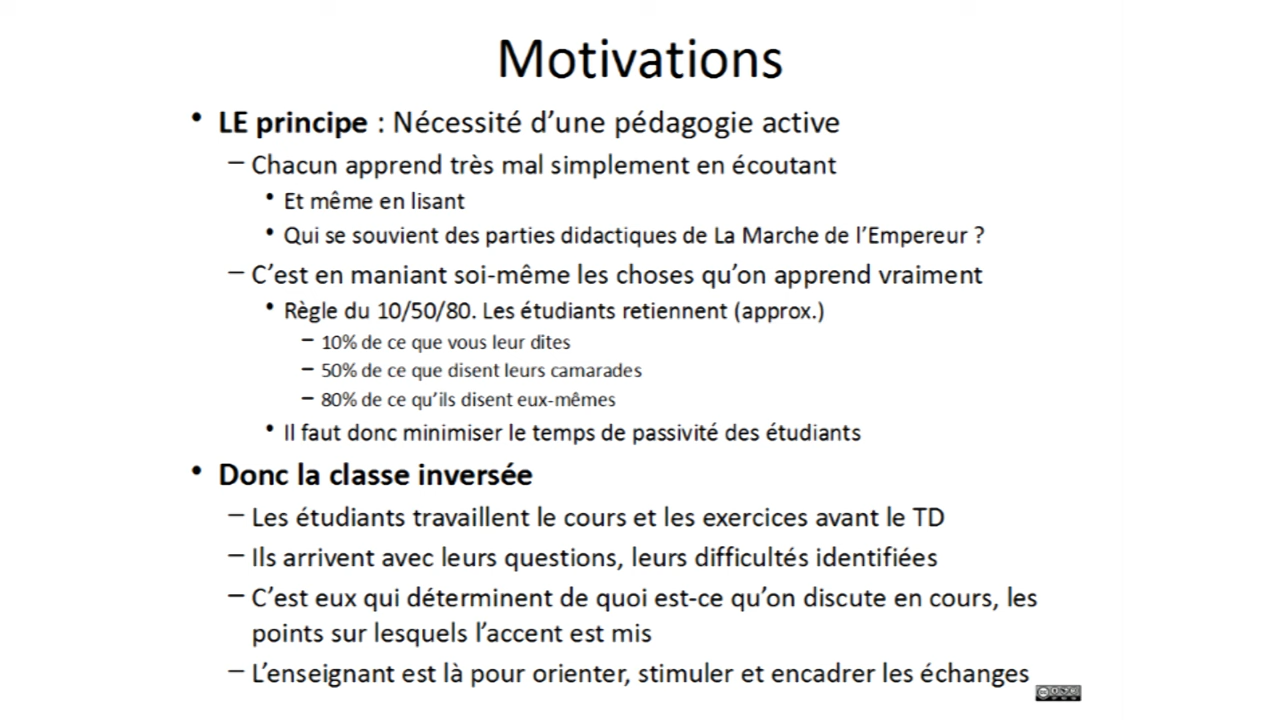 Motivations
• LE principe : Nécessité d’une pédagogie active
– Chacun apprend très mal simplement en écoutant
• Et même en lisant
• Qui se souvient des parties didactiques de La Marche de l’Empereur ?
– C’est en maniant soi-même les choses qu’on apprend vraiment
• Règle du 10/50/80. Les étudiants retiennent (approx.)
– 10% de ce que vous leur dites
– 50% de ce que disent leurs camarades
– 80% de ce qu’ils disent eux-mêmes
• Il faut donc minimiser le temps de passivité des étudiants
• Donc la classe inversée
– Les étudiants travaillent le cours et les exercices avant le TD
– Ils arrivent avec leurs questions, leurs difficultés identifiées
– C’est eux qui déterminent de quoi est-ce qu’on discute en cours, les
points sur lesquels l’accent est mis
– L’enseignant est là pour orienter, stimuler et encadrer les échanges